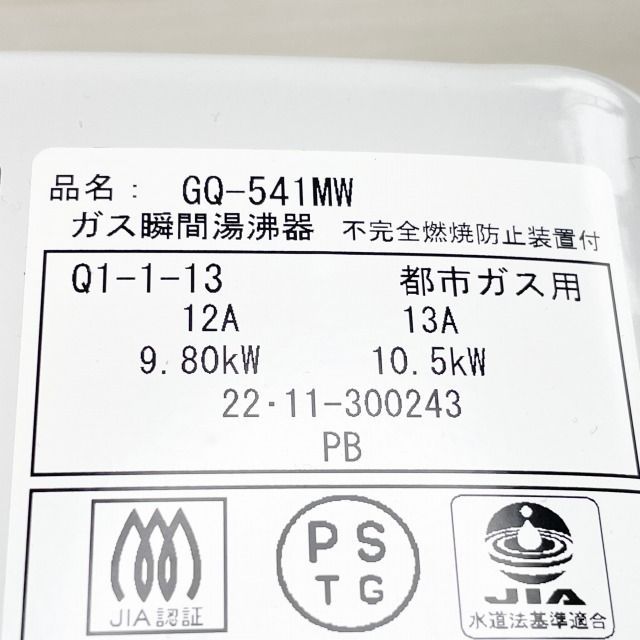 品名： GQ-541MW
ガス瞬間湯沸器 不完全燃焼防止装置付
Q1-1-13 都市ガス用
12A 13A
9.80kW 10.5kW
22･11-300243
PB
JIA認証
PS
TG
JIA
水道法基準適合